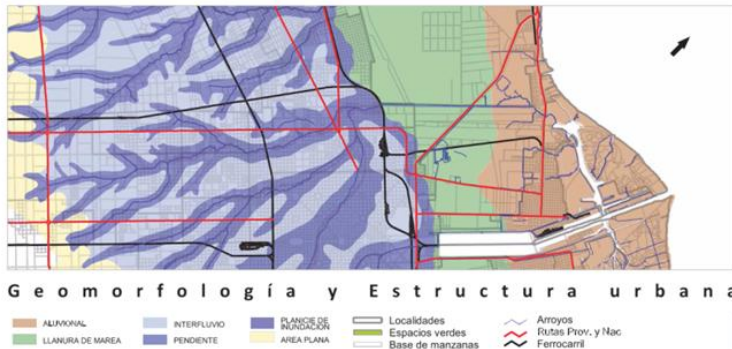 Geomorfología y Estructura urbana
ALUVIONAL
LLANURA DE MAREA
INTERFLUVIO
PENDIENTE
PLANICIE DE INUNDACIÓN
AREA PLANA
Localidades
Espacios verdes
Base de manzanas
Arroyos
Rutas Prov. y Nac
Ferrocarril